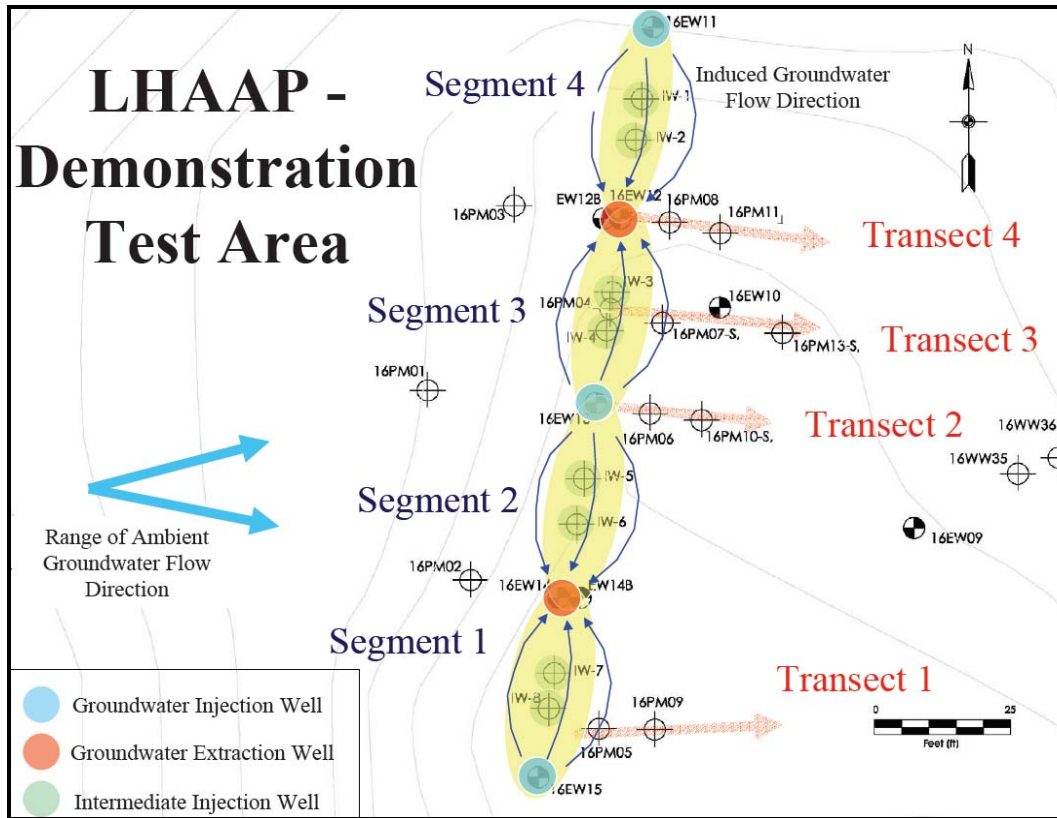 LHAAP -
Demonstration
Test Area
16EW11
Segment 4
Induced Groundwater
Flow Direction
N
IW-1
IW-2
16PM03
EW12B
16EW12
16PM08
16PM11
Transect 4
IW-3
16PM04
16EW10
Segment 3
IW-4
16PM07-S,
16PM13-S,
Transect 3
16PM01
16PM06
16PM10-S,
Transect 2
16WW36
16WW35
IW-5
Segment 2
IW-6
16EW09
Range of Ambient
Groundwater Flow
Direction
16PM02
16EW14
EW14B
Segment 1
IW-7
IW-8
Transect 1
16PM09
16PM05
0
25
Feet (ft)
16EW15
Groundwater Injection Well
Groundwater Extraction Well
Intermediate Injection Well